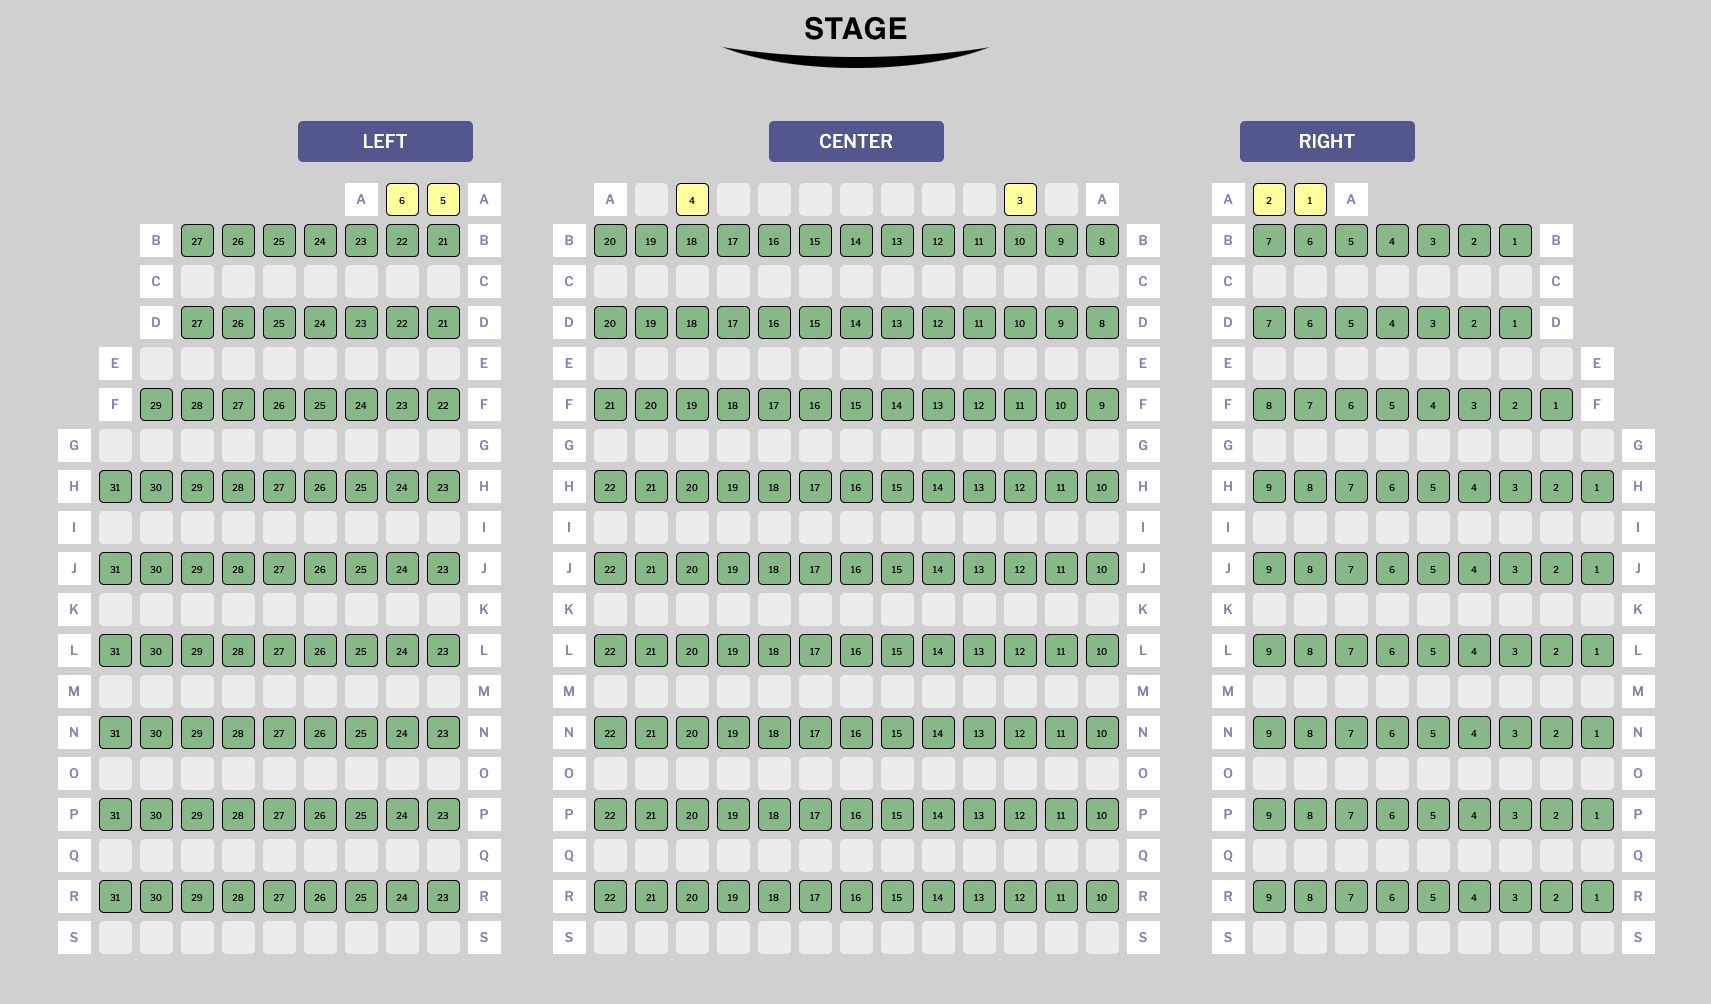 STAGE
LEFT CENTER RIGHT
A 6 5 A A 4 3 A A 2 1 A
B 27 26 25 24 23 22 21 B B 20 19 18 17 16 15 14 13 12 11 10 9 8 B B 7 6 5 4 3 2 1 B
C C C C C C
D 27 26 25 24 23 22 21 D D 20 19 18 17 16 15 14 13 12 11 10 9 8 D D 7 6 5 4 3 2 1 D
E E E E E E
F 29 28 27 26 25 24 23 22 F F 21 20 19 18 17 16 15 14 13 12 11 10 9 F F 8 7 6 5 4 3 2 1 F
G G G G G G
H 31 30 29 28 27 26 25 24 23 H H 22 21 20 19 18 17 16 15 14 13 12 11 10 H H 9 8 7 6 5 4 3 2 1 H
I I I I I I
J 31 30 29 28 27 26 25 24 23 J J 22 21 20 19 18 17 16 15 14 13 12 11 10 J J 9 8 7 6 5 4 3 2 1 J
K K K K K K
L 31 30 29 28 27 26 25 24 23 L L 22 21 20 19 18 17 16 15 14 13 12 11 10 L L 9 8 7 6 5 4 3 2 1 L
M M M M M M
N 31 30 29 28 27 26 25 24 23 N N 22 21 20 19 18 17 16 15 14 13 12 11 10 N N 9 8 7 6 5 4 3 2 1 N
O O O O O O
P 31 30 29 28 27 26 25 24 23 P P 22 21 20 19 18 17 16 15 14 13 12 11 10 P P 9 8 7 6 5 4 3 2 1 P
Q Q Q Q Q Q
R 31 30 29 28 27 26 25 24 23 R R 22 21 20 19 18 17 16 15 14 13 12 11 10 R R 9 8 7 6 5 4 3 2 1 R
S S S S S S